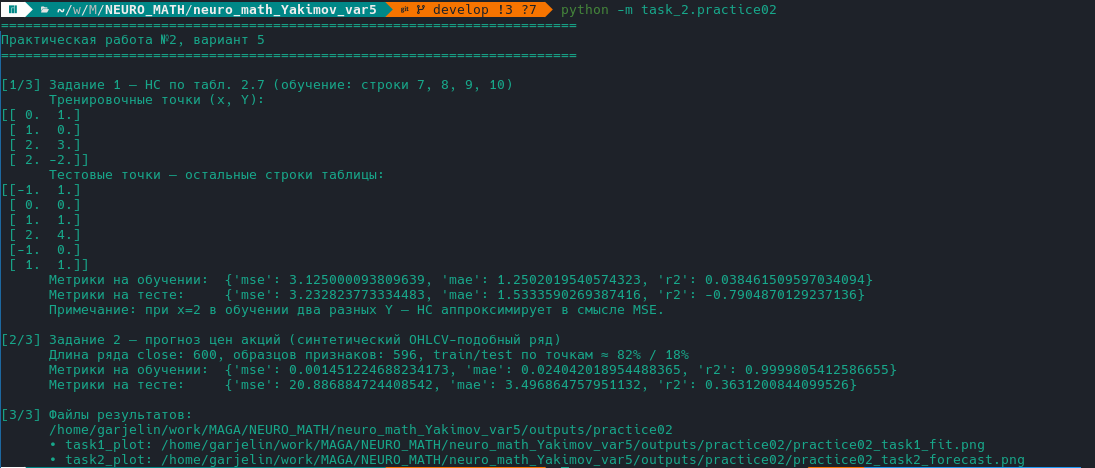 ~/w/M/NEURO_MATH/neuro_math_Yakimov_var5 develop !3 ?7 python -m task_2.practice02
========================================================================
Практическая работа №2, вариант 5
========================================================================
[1/3] Задание 1 — НС по табл. 2.7 (обучение: строки 7, 8, 9, 10)
      Тренировочные точки (x, Y):
[[ 0.  1.]
 [ 1.  0.]
 [ 2.  3.]
 [ 2. -2.]]
      Тестовые точки — остальные строки таблицы:
[[-1.  1.]
 [ 0.  0.]
 [ 1.  1.]
 [ 2.  4.]
 [-1.  0.]
 [ 1.  1.]]
      Метрики на обучении:  {'mse': 3.125000093809639, 'mae': 1.2502019540574323, 'r2': 0.038461509597034094}
      Метрики на тесте:     {'mse': 3.232823773334483, 'mae': 1.5333590269387416, 'r2': -0.7904870129237136}
      Примечание: при x=2 в обучении два разных Y — НС аппроксимирует в смысле MSE.
[2/3] Задание 2 — прогноз цен акций (синтетический OHLCV-подобный ряд)
      Длина ряда close: 600, образцов признаков: 596, train/test по точкам ≈ 82% / 18%
      Метрики на обучении:  {'mse': 0.001451224688234173, 'mae': 0.024042018954488365, 'r2': 0.9999805412586655}
      Метрики на тесте:     {'mse': 20.886884724408542, 'mae': 3.496864757951132, 'r2': 0.3631200844099526}
[3/3] Файлы результатов:
      /home/garjelin/work/MAGA/NEURO_MATH/neuro_math_Yakimov_var5/outputs/practice02
      • task1_plot: /home/garjelin/work/MAGA/NEURO_MATH/neuro_math_Yakimov_var5/outputs/practice02/practice02_task1_fit.png
      • task2_plot: /home/garjelin/work/MAGA/NEURO_MATH/neuro_math_Yakimov_var5/outputs/practice02/practice02_task2_forecast.png